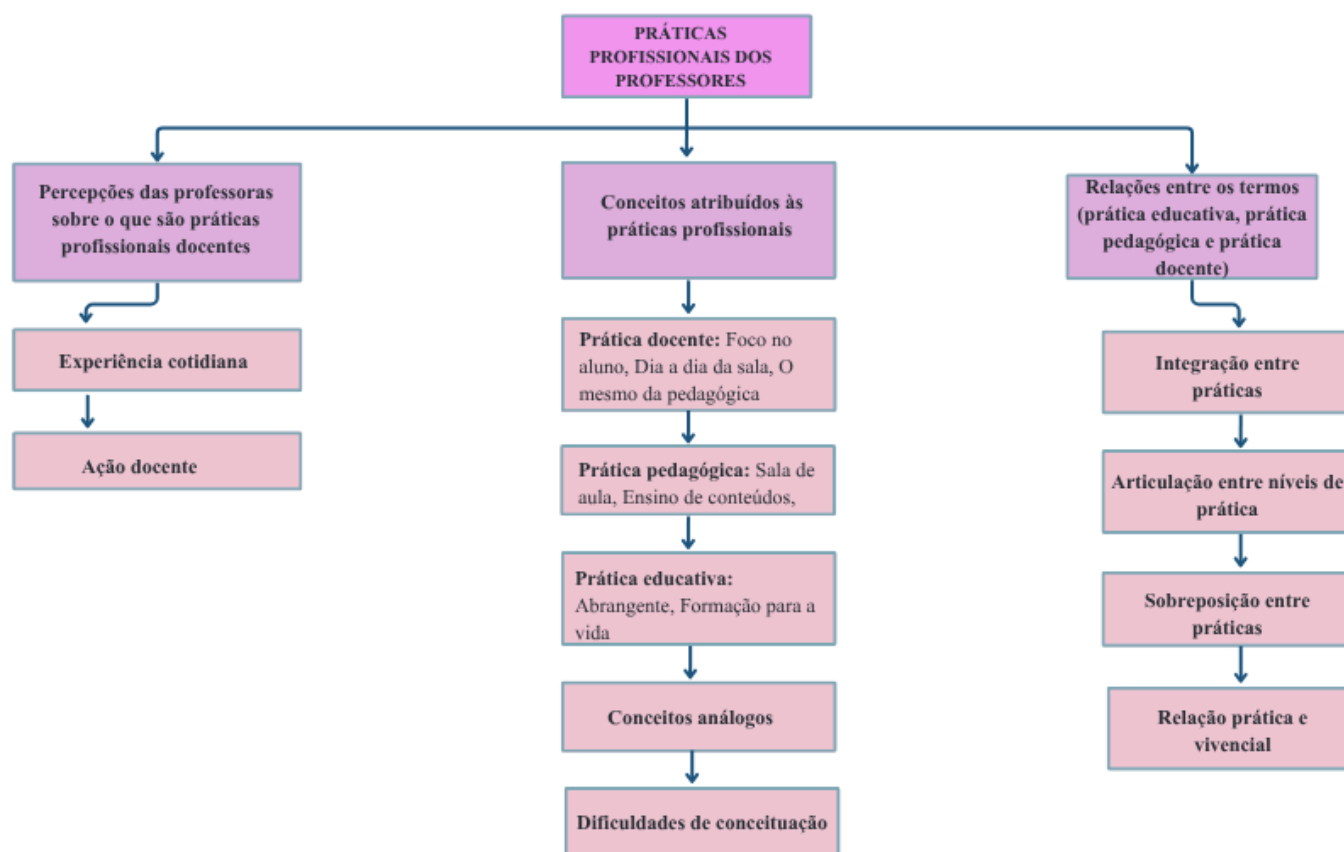 PRÁTICAS
PROFISSIONAIS DOS
PROFESSORES
Percepções das professoras
sobre o que são práticas
profissionais docentes
Experiência cotidiana
Ação docente
Conceitos atribuídos às
práticas profissionais
Prática docente: Foco no
aluno, Dia a dia da sala, O
mesmo da pedagógica
Prática pedagógica: Sala de
aula, Ensino de conteúdos,
Prática educativa:
Abrangente, Formação para a
vida
Conceitos análogos
Dificuldades de conceituação
Relações entre os termos
(prática educativa, prática
pedagógica e prática
docente)
Integração entre
práticas
Articulação entre níveis de
prática
Sobreposição entre
práticas
Relação prática e
vivencial